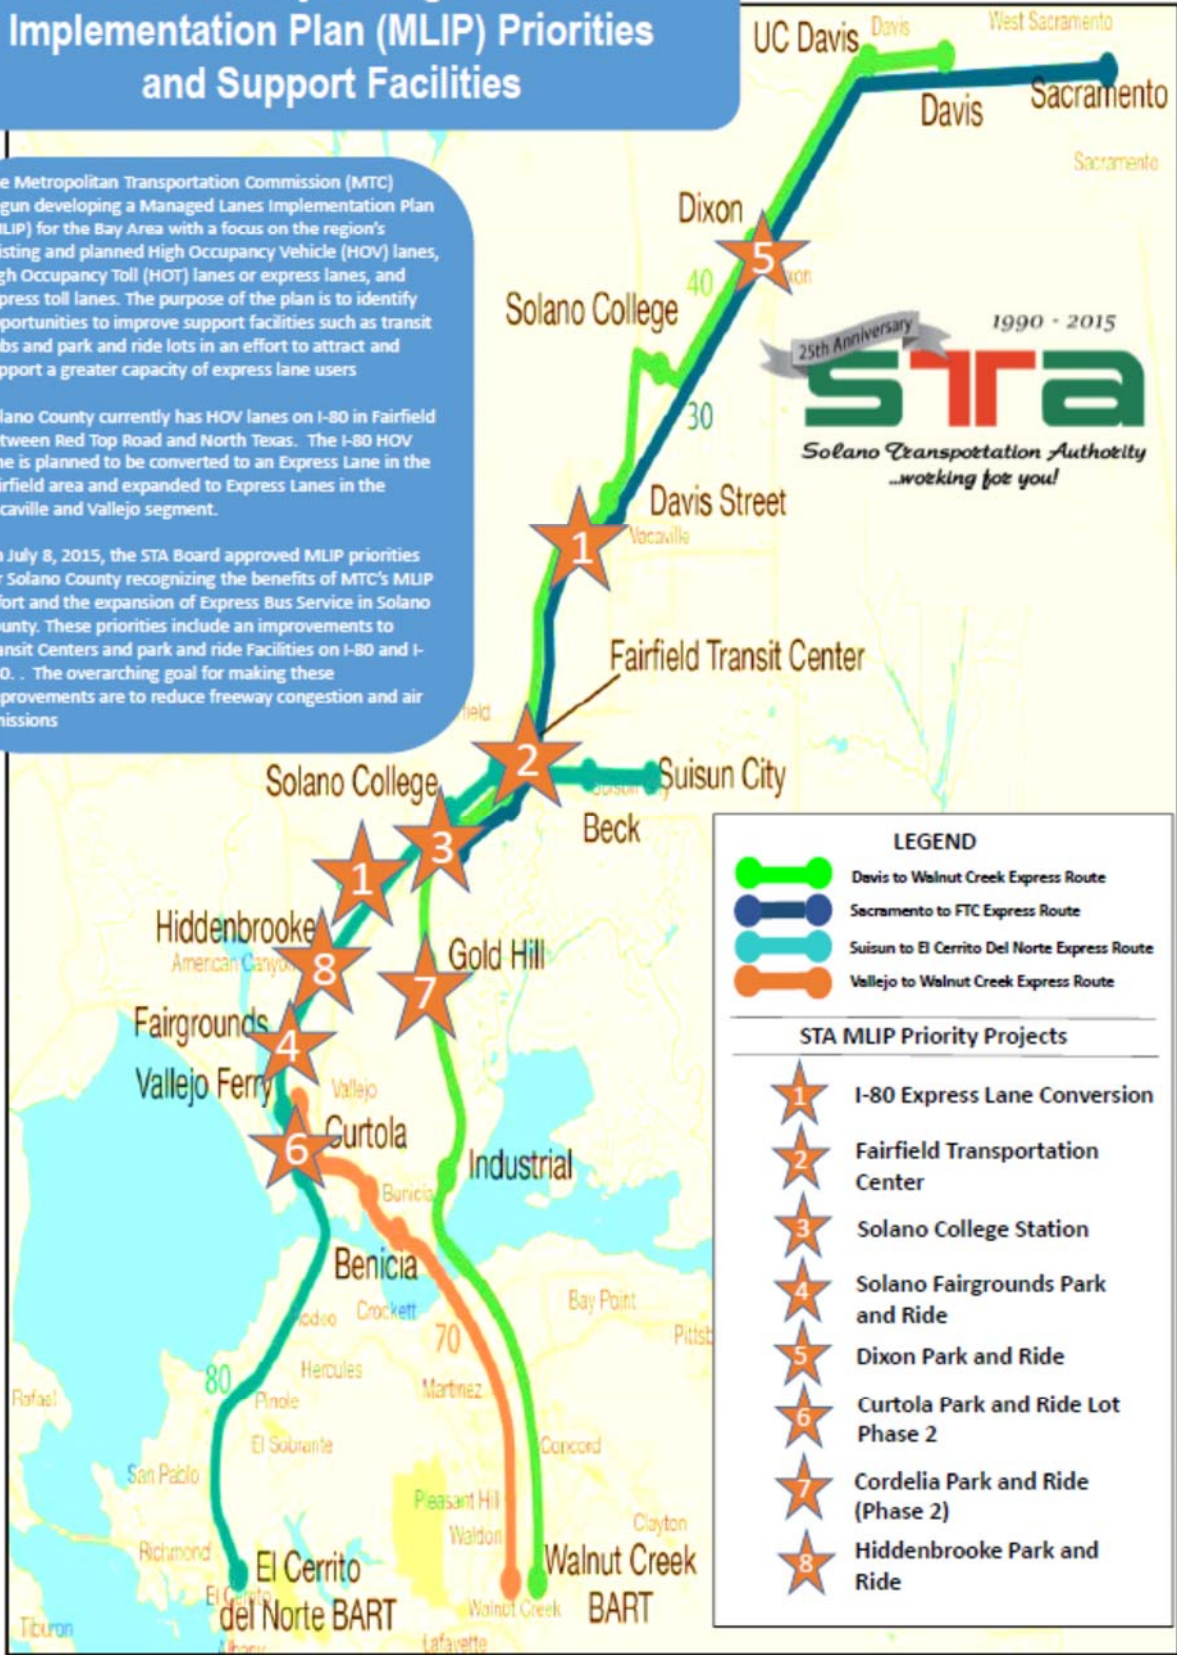 Implementation Plan (MLIP) Priorities
and Support Facilities
e Metropolitan Transportation Commission (MTC)
gun developing a Managed Lanes Implementation Plan
LIP) for the Bay Area with a focus on the region's
isting and planned High Occupancy Vehicle (HOV) lanes,
gh Occupancy Toll (HOT) lanes or express lanes, and
press toll lanes. The purpose of the plan is to identify
portunities to improve support facilities such as transit
bs and park and ride lots in an effort to attract and
pport a greater capacity of express lane users
lano County currently has HOV lanes on I-80 in Fairfield
tween Red Top Road and North Texas. The I-80 HOV
ne is planned to be converted to an Express Lane in the
irfield area and expanded to Express Lanes in the
caville and Vallejo segment.
n July 8, 2015, the STA Board approved MLIP priorities
r Solano County recognizing the benefits of MTC's MLIP
fort and the expansion of Express Bus Service in Solano
ounty. These priorities include an improvements to
ansit Centers and park and ride Facilities on I-80 and I-
0. . The overarching goal for making these
provements are to reduce freeway congestion and air
nissions
UC Davis
Davis
West Sacramento
Davis
Sacramento
Sacramento
Dixon
5
xon
40
Solano College
30
25th Anniversary
1990 - 2015
STa
Solano Transportation Authority
...working for you!
Davis Street
1
Vacaville
Fairfield Transit Center
field
2
Solano College
Suisun City
Beck
3
1
Hiddenbrooke
American Canyon
8
Gold Hill
7
Fairgrounds
4
Vallejo Ferry
Vallejo
6
Curtola
Industrial
Benicia
Crockett
Bay Point
odeo
70
Pittsb
80
Hercules
Martinez
Rafael
Pinole
El Sobrante
Concord
San Pablo
Pleasant Hill
Waldon
Clayton
Richmond
El Cerrito
del Norte BART
Walnut Creek
BART
Walnut Creek
Tiburon
Albany
Lafayette
LEGEND
Davis to Walnut Creek Express Route
Sacramento to FTC Express Route
Suisun to El Cerrito Del Norte Express Route
Vallejo to Walnut Creek Express Route
STA MLIP Priority Projects
1 I-80 Express Lane Conversion
2 Fairfield Transportation
Center
3 Solano College Station
4 Solano Fairgrounds Park
and Ride
5 Dixon Park and Ride
6 Curtola Park and Ride Lot
Phase 2
7 Cordelia Park and Ride
(Phase 2)
8 Hiddenbrooke Park and
Ride